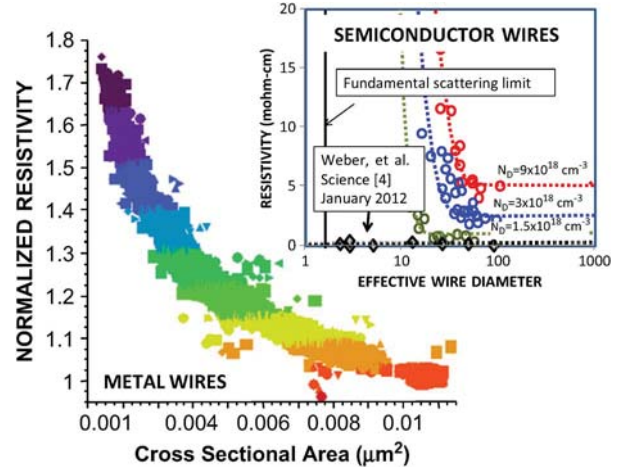 SEMICONDUCTOR WIRES
20
15
10
5
0
RESISTIVITY (mohm-cm)
Fundamental scattering limit
Weber, et al.
Science [4]
January 2012
N_D=9x10^18 cm^-3
N_D=3x10^18 cm^-3
N_D=1.5x10^18 cm^-3
1
10
100
1000
EFFECTIVE WIRE DIAMETER
1.8
1.7
1.6
1.5
1.4
1.3
1.2
1.1
1
NORMALIZED RESISTIVITY
METAL WIRES
0.001
0.004
0.006
0.008
0.01
Cross Sectional Area (μm²)